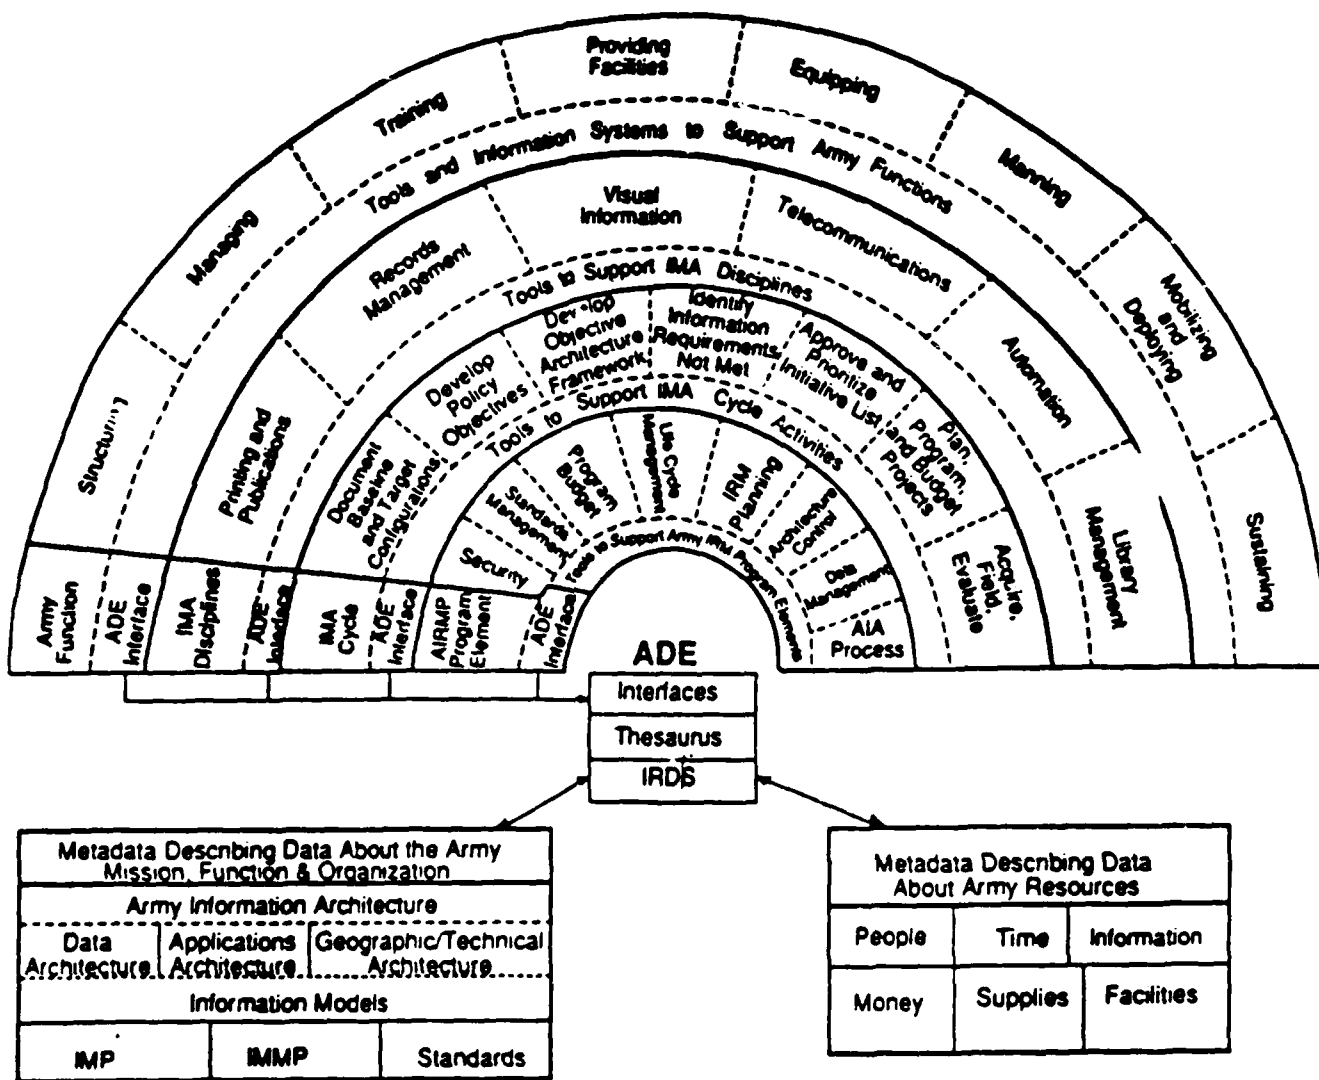 Structuring
Managing
Training
Providing
Facilities
Equipping
Manning
Mobilizing
and
Deploying
Sustaining
Tools and Information Systems to Support Army Functions
Printing and
Publications
Records
Management
Visual
Information
Telecommunications
Automation
Library
Management
Tools to Support IMA Disciplines
Document
Baseline
and Target
Configurations
Develop
Policy
Objectives
Develop
Objective
Architecture
Framework
Identify
Information
Requirements
Not Met
Approve and
Prioritize
Initiative List
Plan,
Program,
and Budget
Projects
Acquire,
Field,
Evaluate
Tools to Support IMA Cycle Activities
Security
Standards
Management
Program
Budget
Life Cycle
Management
IRM
Planning
Architecture
Control
Data
Management
AIA
Process
Tools to Support Army IRM Program Elements
Army
Function
ADE
Interface
IMA
Disciplines
ADE
Interface
IMA
Cycle
ADE
Interface
AIRMP
Program
Element
ADE
Interface
ADE
Interfaces
Thesaurus
IRDS
Metadata Describing Data About the Army
Mission, Function & Organization
Army Information Architecture
Data
Architecture
Applications
Architecture
Geographic/Technical
Architecture
Information Models
IMP
IMMP
Standards
Metadata Describing Data
About Army Resources
People
Time
Information
Money
Supplies
Facilities